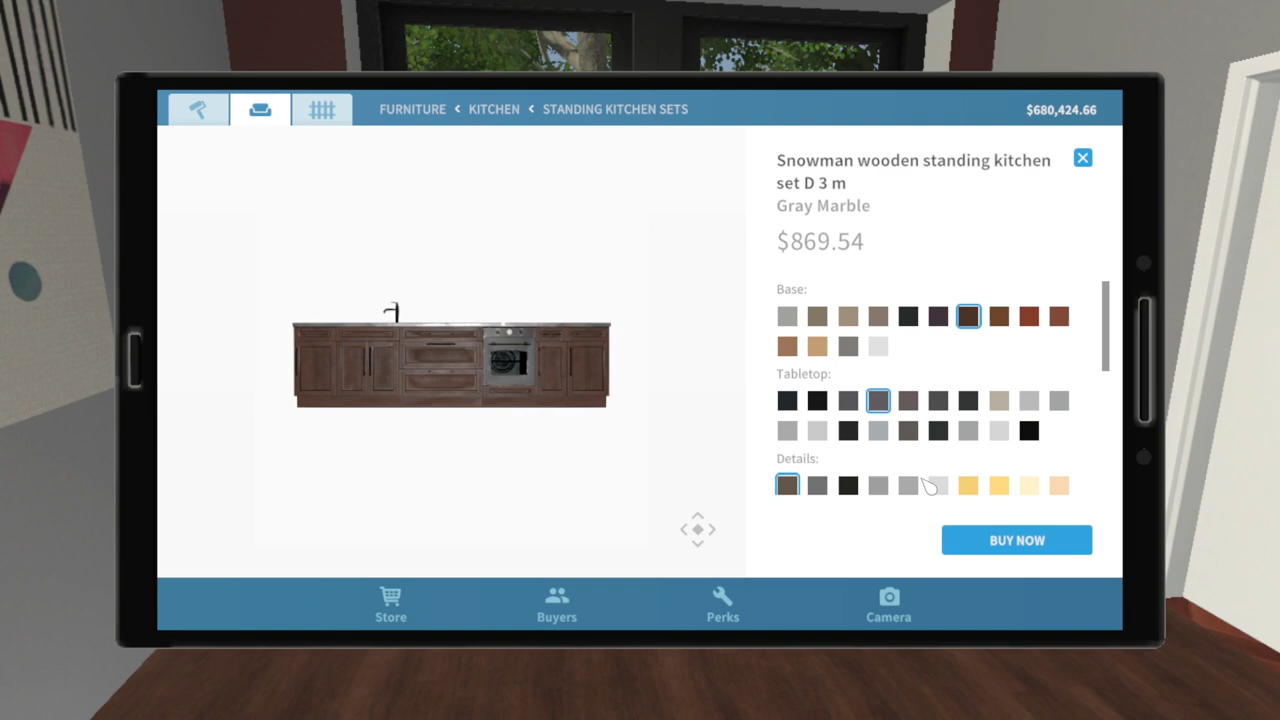 FURNITURE < KITCHEN < STANDING KITCHEN SETS
$680,424.66
Snowman wooden standing kitchen
set D 3 m
Gray Marble
$869.54
Base:
Tabletop:
Details:
BUY NOW
Store
Buyers
Perks
Camera